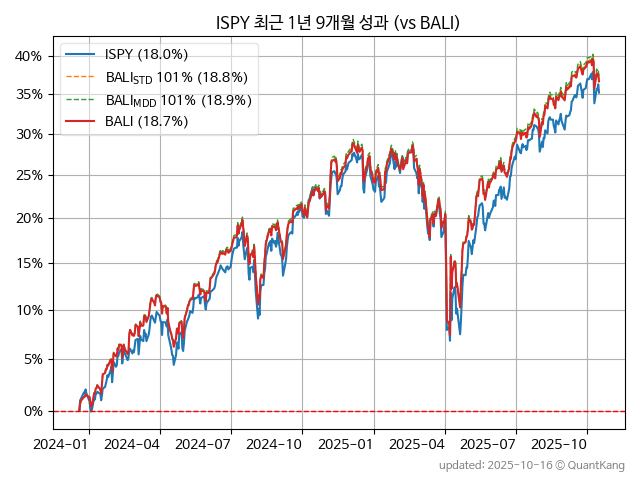 ISPY 최근 1년 9개월 성과 (vs BALI)
ISPY (18.0%)
BALI_STD 101% (18.8%)
BALI_MDD 101% (18.9%)
BALI (18.7%)
40%
35%
30%
25%
20%
15%
10%
5%
0%
2024-01 2024-04 2024-07 2024-10 2025-01 2025-04 2025-07 2025-10
updated: 2025-10-16 © QuantKang